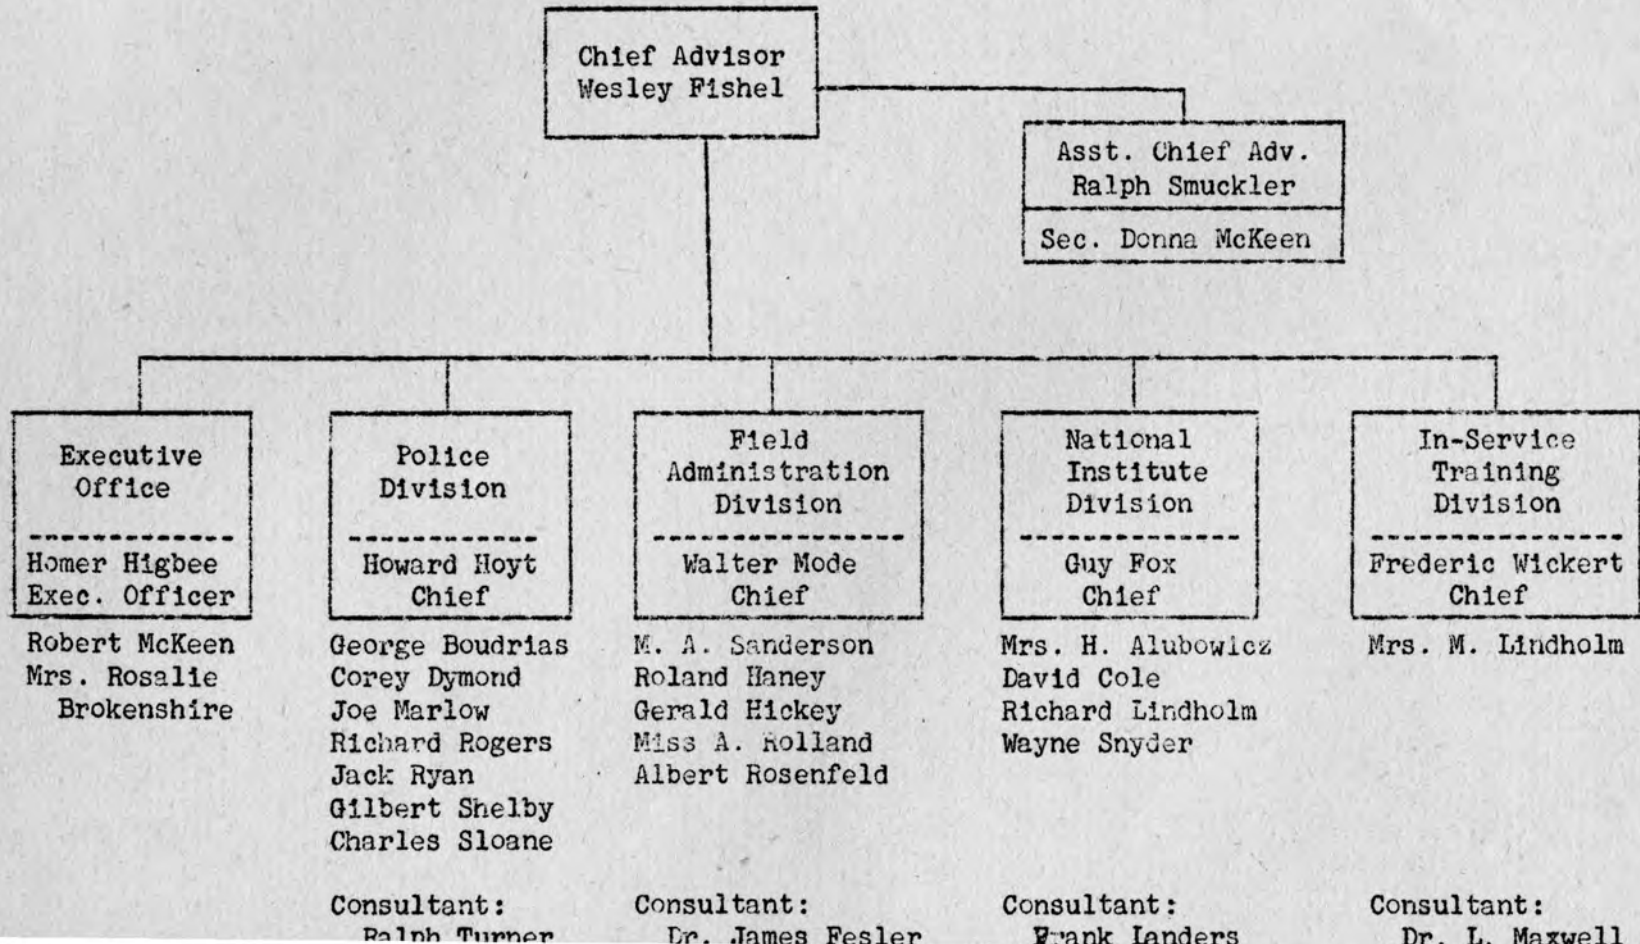 Chief Advisor
Wesley Fishel
Asst. Chief Adv.
Ralph Smuckler
Sec. Donna McKeen
Executive
Office
Homer Higbee
Exec. Officer
Robert McKeen
Mrs. Rosalie
Brokenshire
Police
Division
Howard Hoyt
Chief
George Boudrias
Corey Dymond
Joe Marlow
Richard Rogers
Jack Ryan
Gilbert Shelby
Charles Sloane
Consultant:
Ralph Turner
Field
Administration
Division
Walter Mode
Chief
M. A. Sanderson
Roland Haney
Gerald Hickey
Miss A. Rolland
Albert Rosenfeld
Consultant:
Dr. James Fesler
National
Institute
Division
Guy Fox
Chief
Mrs. H. Alubowicz
David Cole
Richard Lindholm
Wayne Snyder
Consultant:
Frank Landers
In-Service
Training
Division
Frederic Wickert
Chief
Mrs. M. Lindholm
Consultant:
Dr. L. Maxwell